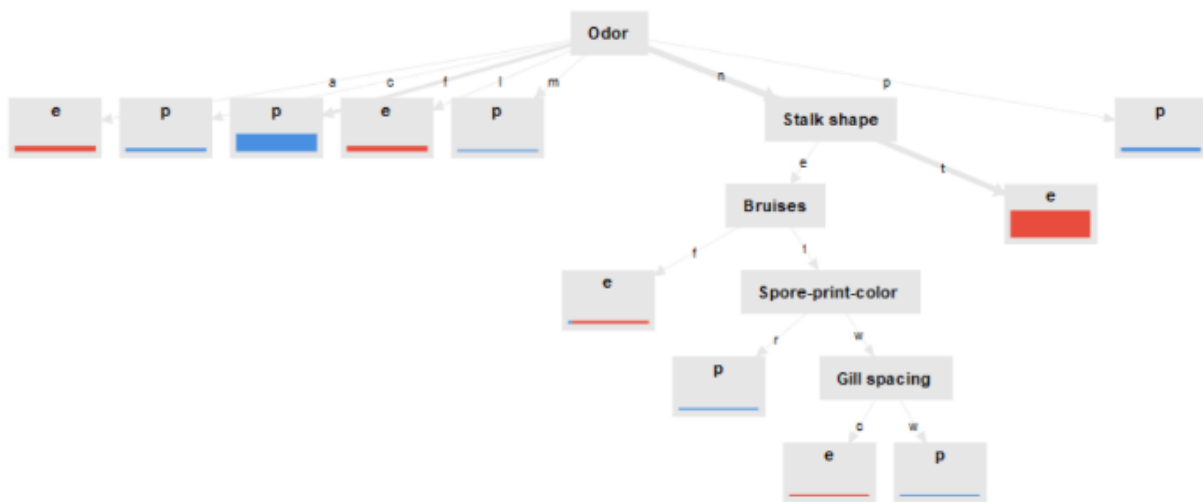 Odor
a c f l m n p
e p p e p Stalk shape p
e t
Bruises e
f t
e Spore-print-color
r w
p Gill spacing
c w
e p